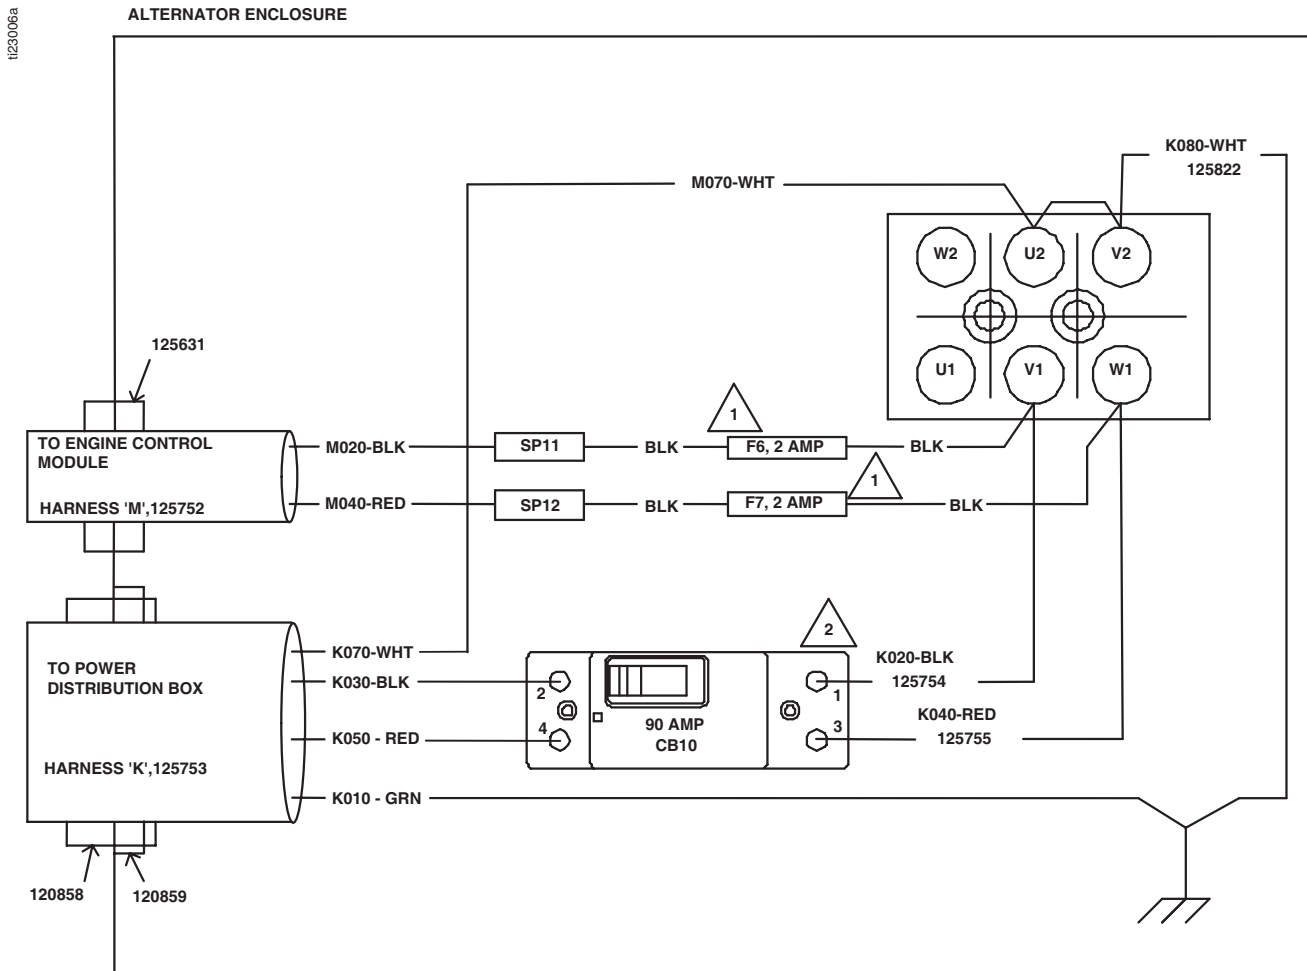 ti23006a
ALTERNATOR ENCLOSURE
K080-WHT
125822
M070-WHT
W2
U2
V2
U1
V1
W1
125631
TO ENGINE CONTROL
MODULE
HARNESS 'M',125752
M020-BLK
SP11
BLK
1
F6, 2 AMP
BLK
M040-RED
SP12
BLK
F7, 2 AMP
1
BLK
TO POWER
DISTRIBUTION BOX
HARNESS 'K',125753
K070-WHT
K030-BLK
K050 - RED
K010 - GRN
2
4
90 AMP
CB10
2
1
3
K020-BLK
125754
K040-RED
125755
120858
120859